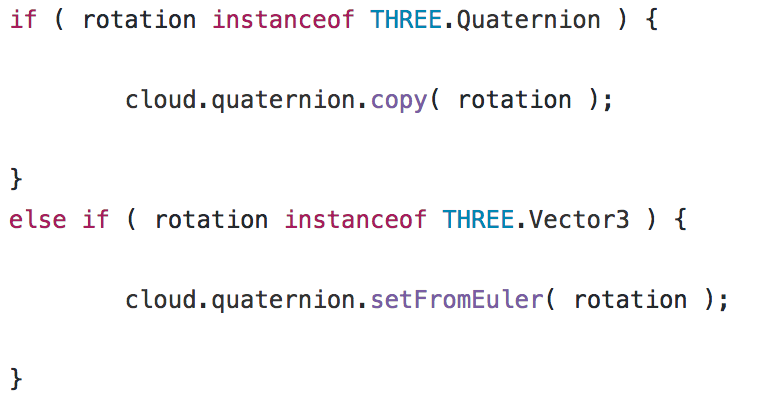 if ( rotation instanceof THREE.Quaternion ) {
cloud.quaternion.copy( rotation );
}
else if ( rotation instanceof THREE.Vector3 ) {
cloud.quaternion.setFromEuler( rotation );
}